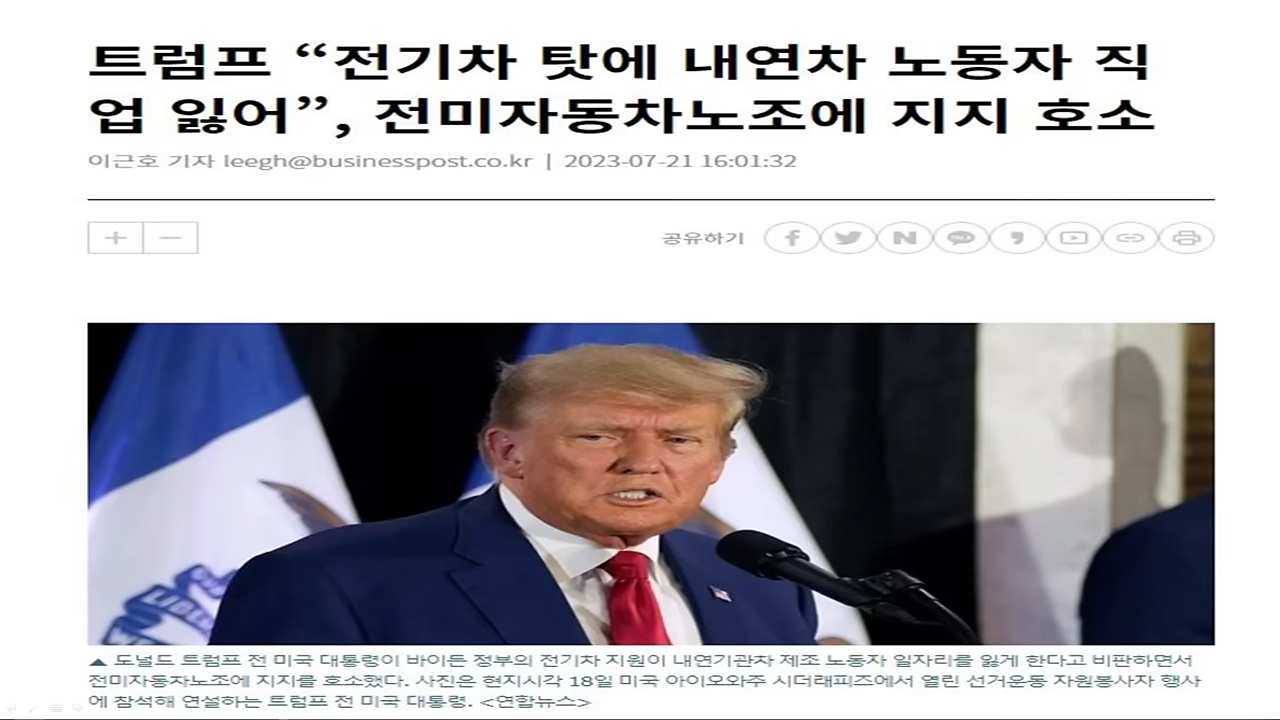 트럼프 “전기차 탓에 내연차 노동자 직
업 잃어”, 전미자동차노조에 지지 호소
이근호 기자 leegh@businesspost.co.kr | 2023-07-21 16:01:32
+ − 공유하기
▲ 도널드 트럼프 전 미국 대통령이 바이든 정부의 전기차 지원이 내연기관차 제조 노동자 일자리를 잃게 한다고 비판하면서
전미자동차노조에 지지를 호소했다. 사진은 현지시각 18일 미국 아이오와주 시더래피즈에서 열린 선거운동 자원봉사자 행사
에 참석해 연설하는 트럼프 전 미국 대통령. <연합뉴스>